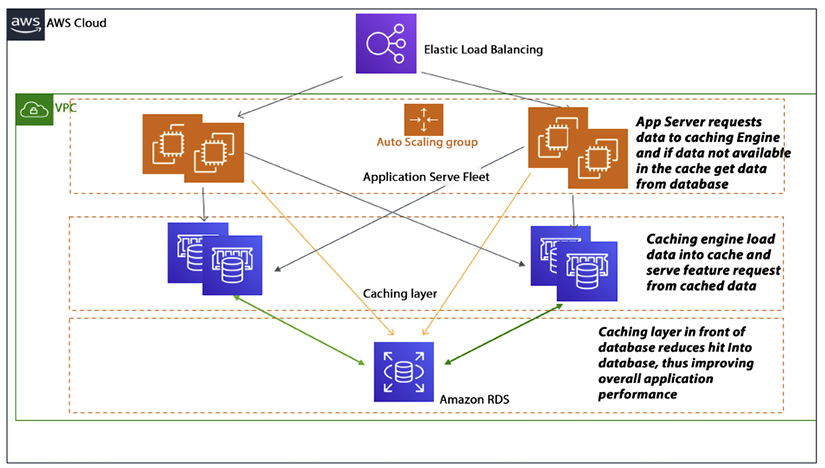 aws
AWS Cloud
Elastic Load Balancing
VPC
Auto Scaling group
App Server requests
data to caching Engine
and if data not available
in the cache get data
from database
Application Serve Fleet
Caching engine load
data into cache and
serve feature request
from cached data
Caching layer
Caching layer in front of
database reduces hit Into
database, thus improving
overall application
performance
Amazon RDS